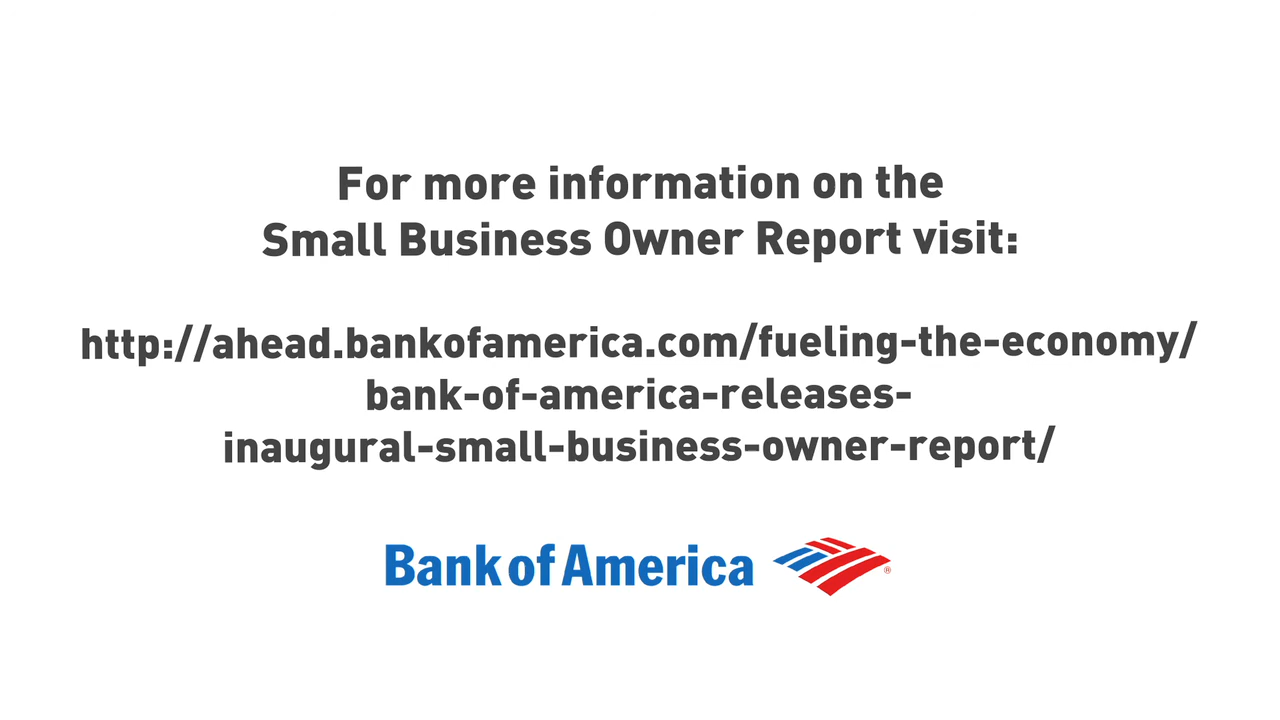 For more information on the
Small Business Owner Report visit:
http://ahead.bankofamerica.com/fueling-the-economy/
bank-of-america-releases-
inaugural-small-business-owner-report/
Bank of America ®